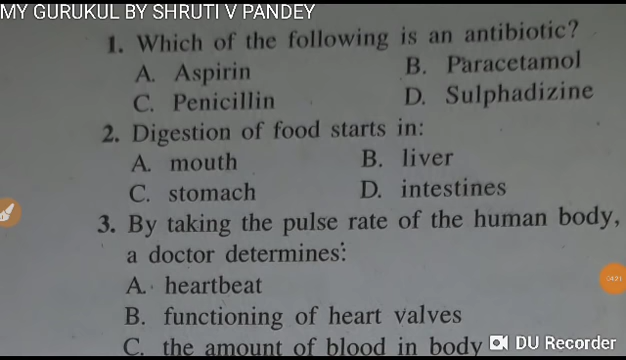 MY GURUKUL BY SHRUTI V PANDEY
1. Which of the following is an antibiotic?
A. Aspirin B. Paracetamol
C. Penicillin D. Sulphadizine
2. Digestion of food starts in:
A. mouth B. liver
C. stomach D. intestines
3. By taking the pulse rate of the human body,
a doctor determines:
A. heartbeat
B. functioning of heart valves
C. the amount of blood in body
DU Recorder